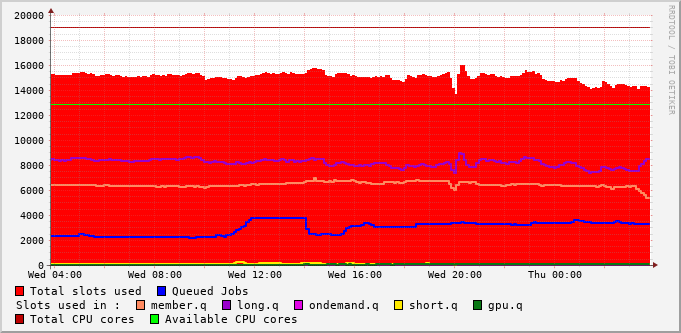 20000
18000
16000
14000
12000
10000
8000
6000
4000
2000
0
Wed 04:00 Wed 08:00 Wed 12:00 Wed 16:00 Wed 20:00 Thu 00:00
Total slots used Queued Jobs
Slots used in : member.q long.q ondemand.q short.q gpu.q
Total CPU cores Available CPU cores
RRDTOOL / TOBI OETIKER